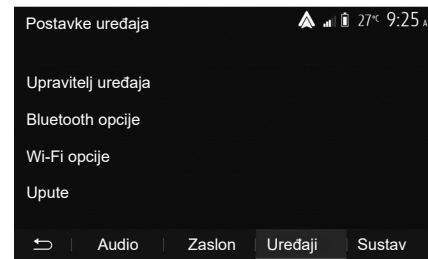 Postavke uređaja 27°C 9:25 A
Upravitelj uređaja
Bluetooth opcije
Wi-Fi opcije
Upute
Audio Zaslon Uređaji Sustav